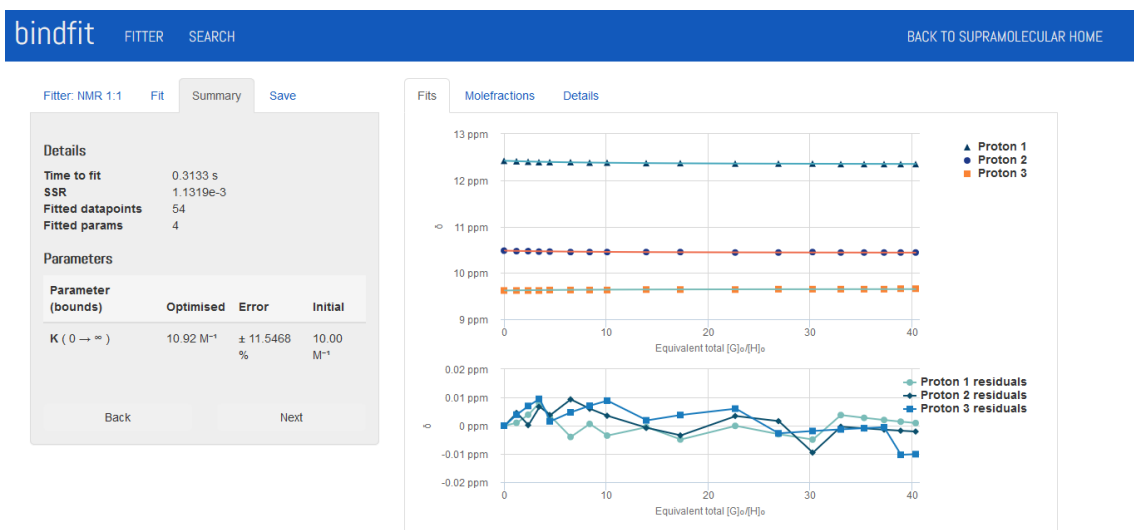 bindfit FITTER SEARCH BACK TO SUPRAMOLECULAR HOME
Fitter: NMR 1:1 Fit Summary Save
Details
Time to fit 0.3133 s
SSR 1.1319e-3
Fitted datapoints 54
Fitted params 4
Parameters
Parameter
(bounds) Optimised Error Initial
K ( 0 → ∞ ) 10.92 M⁻¹ ± 11.5468 10.00
% M⁻¹
Back Next
Fits Molefractions Details
13 ppm
12 ppm
11 ppm
10 ppm
9 ppm
δ
0 10 20 30 40
Equivalent total [G]₀/[H]₀
Proton 1
Proton 2
Proton 3
0.02 ppm
0.01 ppm
0 ppm
-0.01 ppm
-0.02 ppm
δ
0 10 20 30 40
Equivalent total [G]₀/[H]₀
Proton 1 residuals
Proton 2 residuals
Proton 3 residuals